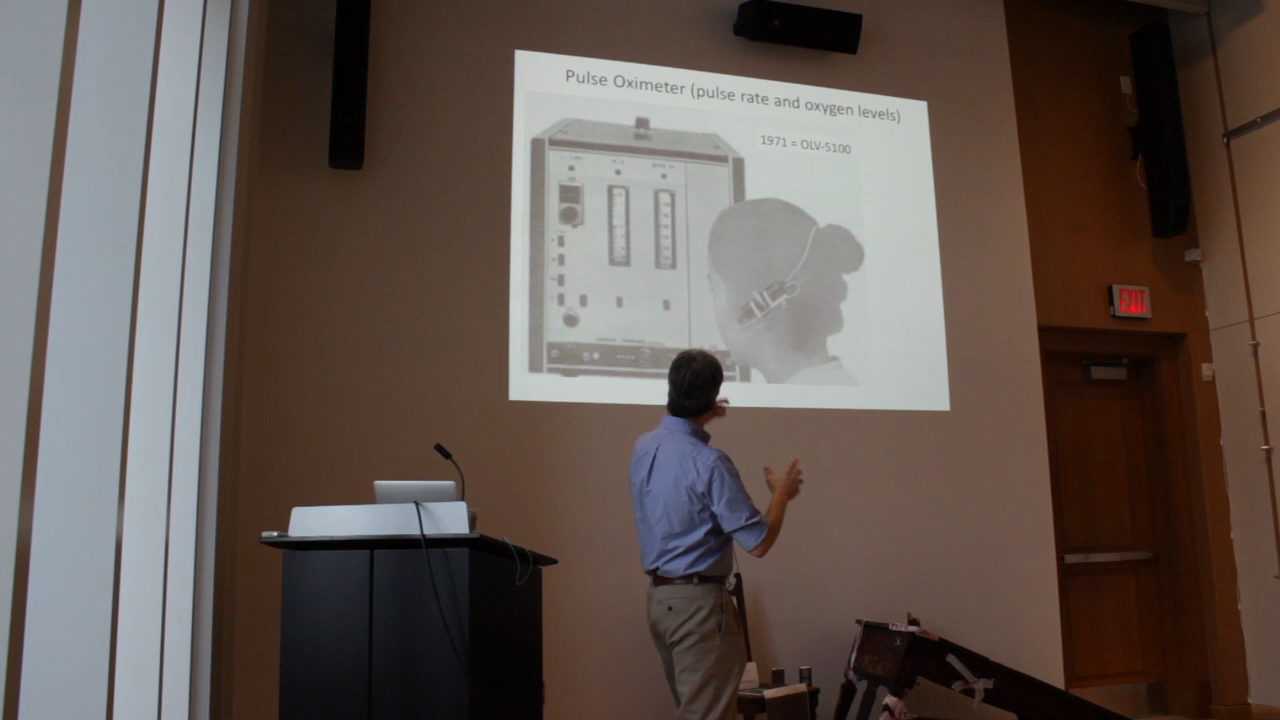 Pulse Oximeter (pulse rate and oxygen levels)
1971 = OLV-5100
EXIT